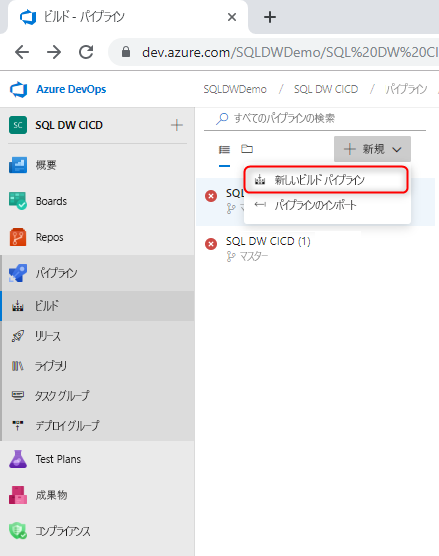 ビルド - パイプライン
dev.azure.com/SQLDWDemo/SQL%20DW%20CI
Azure DevOps
SQLDWDemo / SQL DW CICD / パイプライン /
SC SQL DW CICD
すべてのパイプラインの検索
新規
概要
新しいビルド パイプライン
SQL
Boards
パイプラインのインポート
Repos
SQL DW CICD (1)
マスター
パイプライン
ビルド
リリース
ライブラリ
タスク グループ
デプロイ グループ
Test Plans
成果物
コンプライアンス